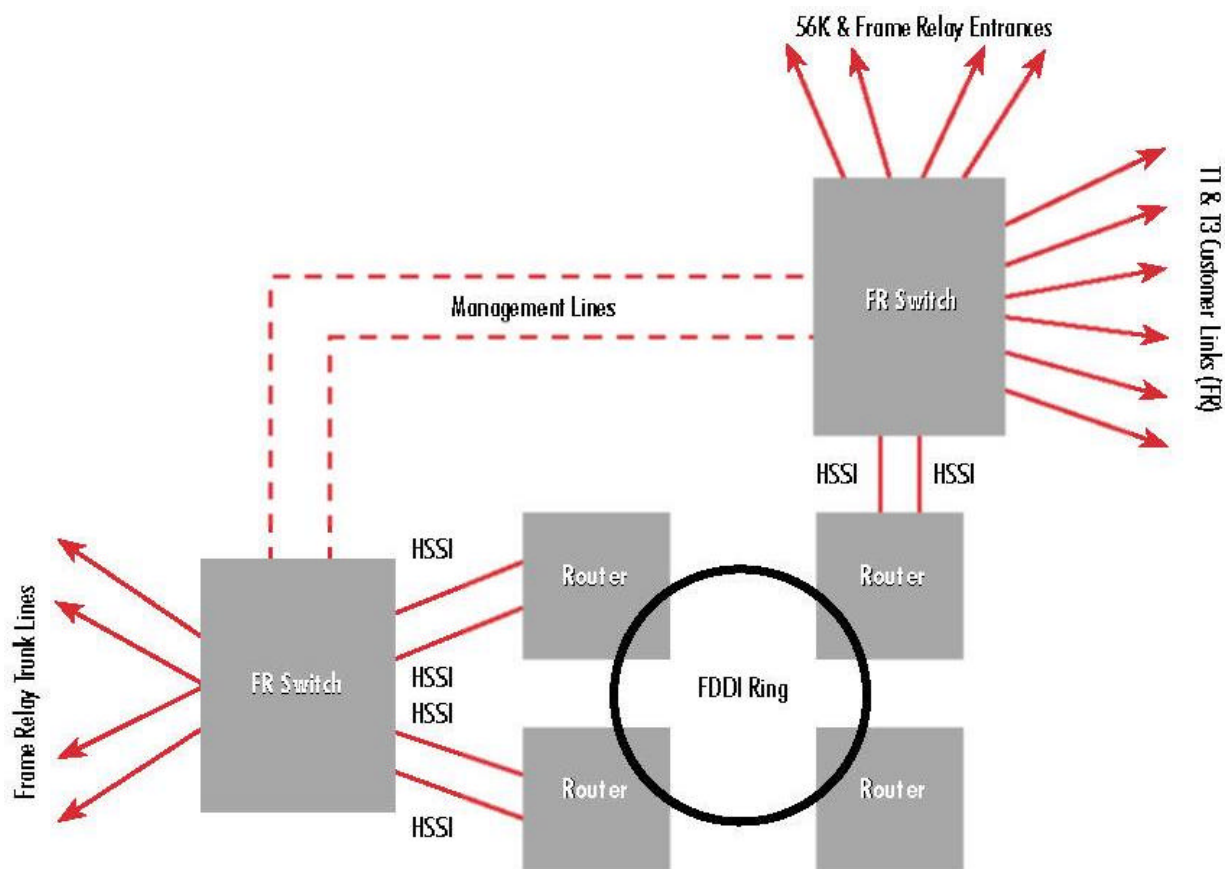 56K & Frame Relay Entrances
T1 & T3 Customer Links (FR)
FR Switch
Management Lines
HSSI
HSSI
HSSI
Router
Router
Frame Relay Trunk Lines
FR Switch
HSSI
HSSI
FDDI Ring
Router
Router
HSSI